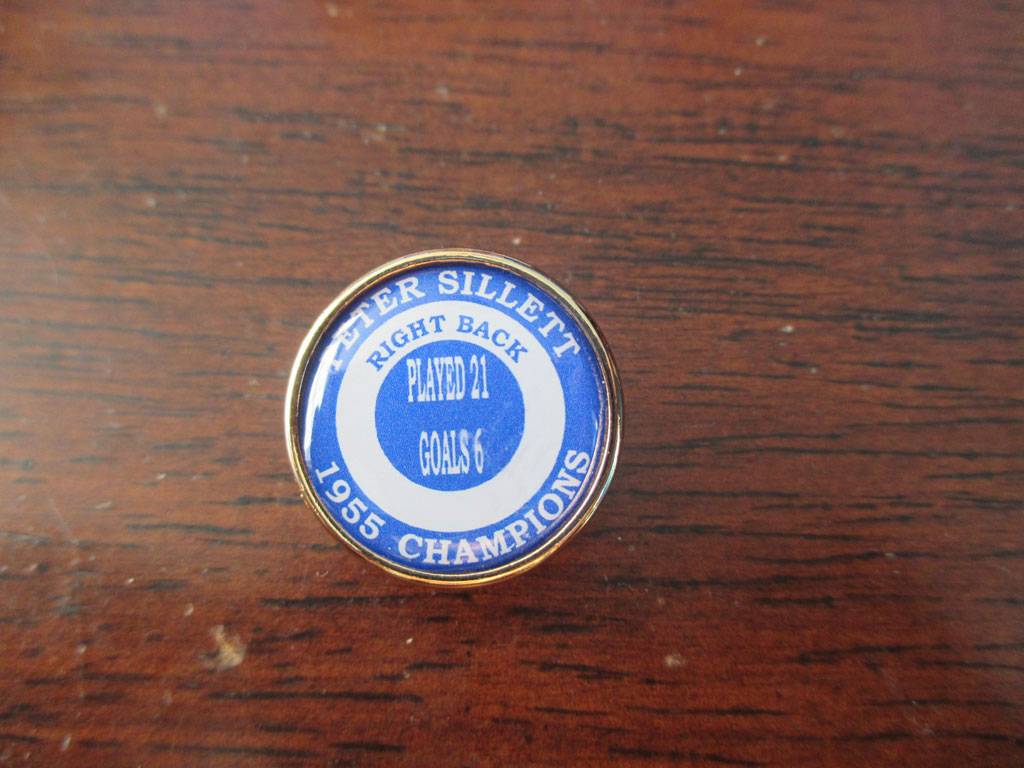 PETER SILLETT
RIGHT BACK
PLAYED 21
GOALS 6
1955 CHAMPIONS